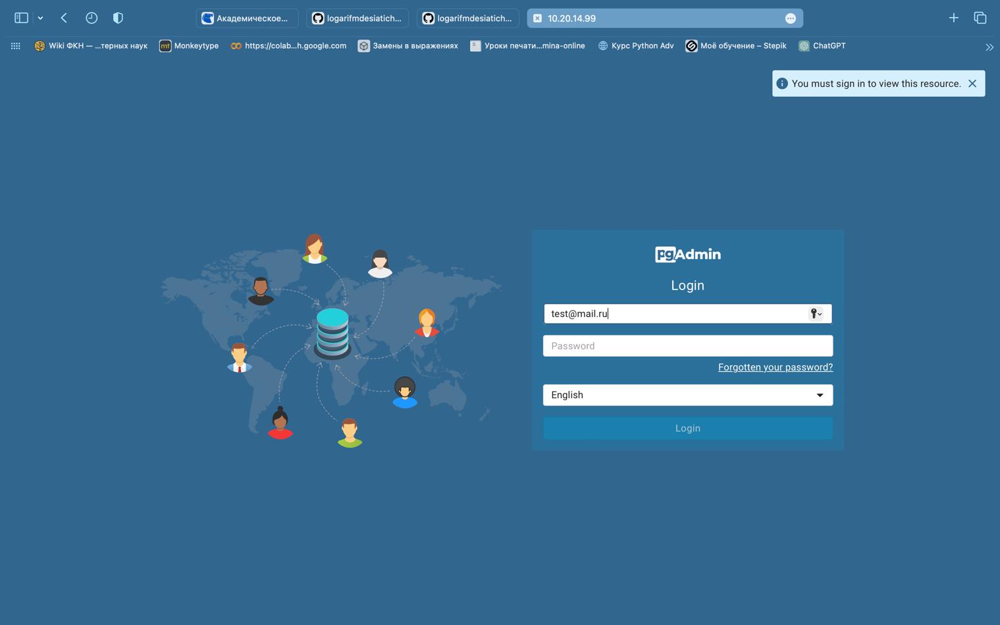 Академическое...
logarifmdesiatich...
logarifmdesiatich...
10.20.14.99
Wiki ФКН — ...терных наук
mt Monkeytype
https://colab...h.google.com
Замены в выражениях
S Уроки печати...mina-online
Курс Python Adv
Моё обучение – Stepik
ChatGPT
You must sign in to view this resource.
pgAdmin
Login
test@mail.ru
Password
Forgotten your password?
English
Login